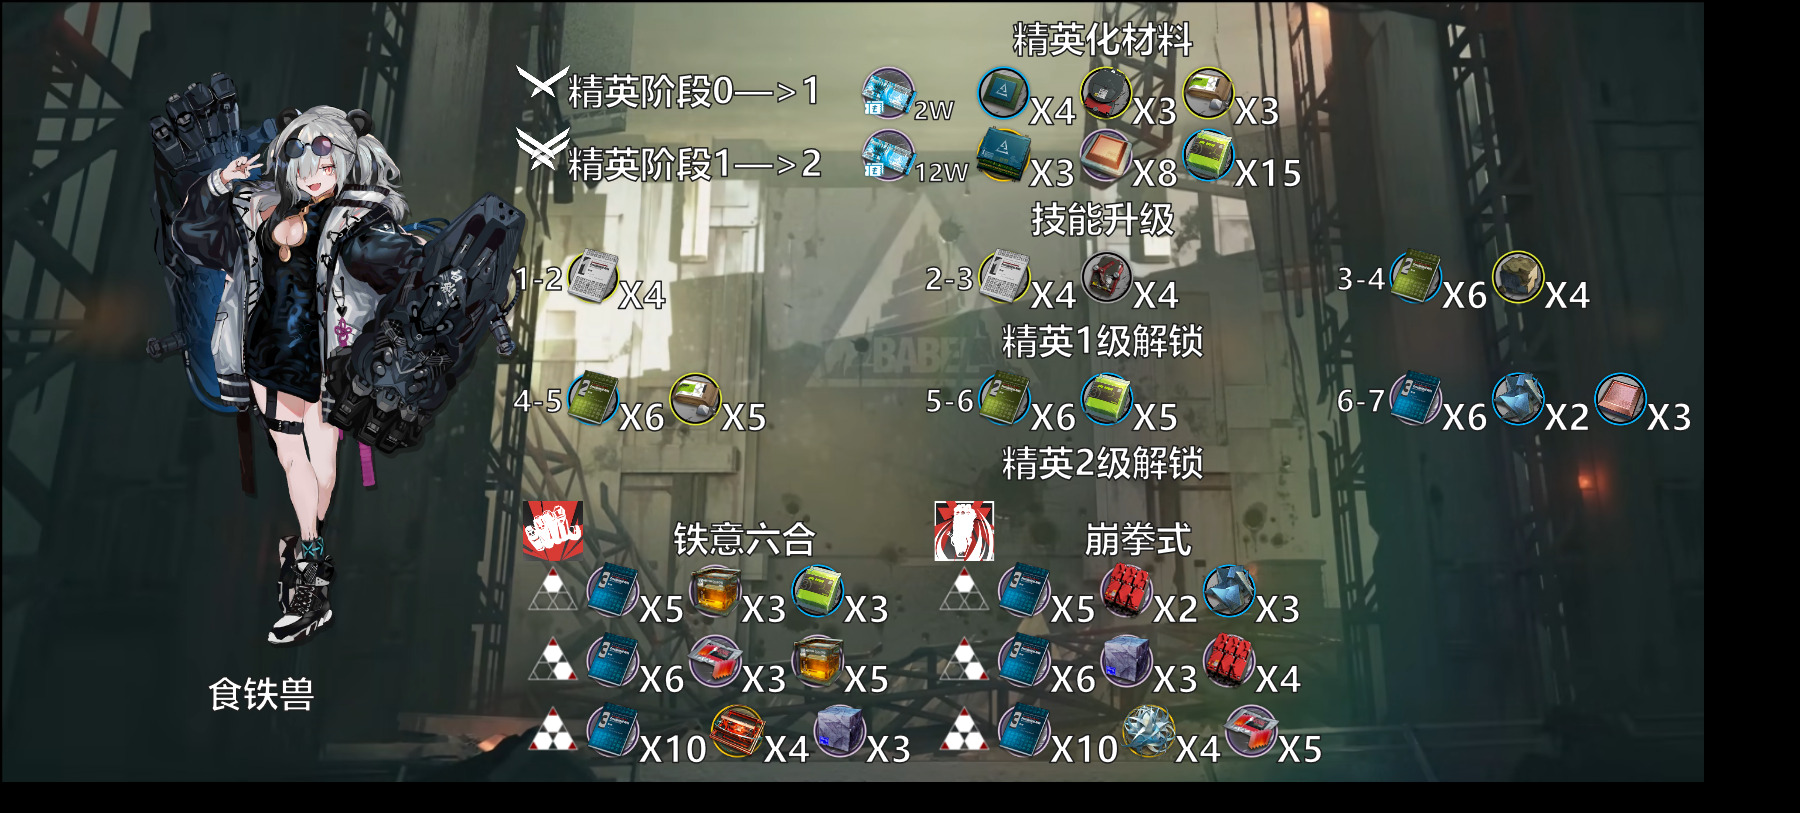 精英化材料
精英阶段0—>1 2W X4 X3 X3
精英阶段1—>2 12W X3 X8 X15
技能升级
1-2 X4 2-3 X4 X4 3-4 X6 X4
精英1级解锁
BABEL
4-5 X6 X5 5-6 X6 X5 6-7 X6 X2 X3
精英2级解锁
铁意六合 崩拳式
X5 X3 X3 X5 X2 X3
X6 X3 X5 X6 X3 X4
食铁兽
X10 X4 X3 X10 X4 X5